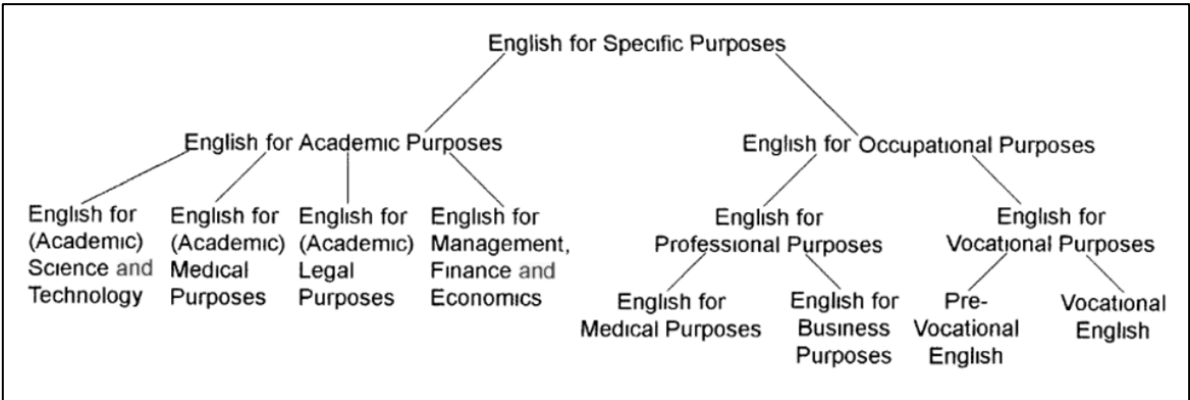 English for Specific Purposes
English for Academic Purposes
English for Occupational Purposes
English for
(Academic)
Science and
Technology
English for
(Academic)
Medical
Purposes
English for
(Academic)
Legal
Purposes
English for
Management,
Finance and
Economics
English for
Professional Purposes
English for
Vocational Purposes
English for
Medical Purposes
English for
Business
Purposes
Pre-
Vocational
English
Vocational
English